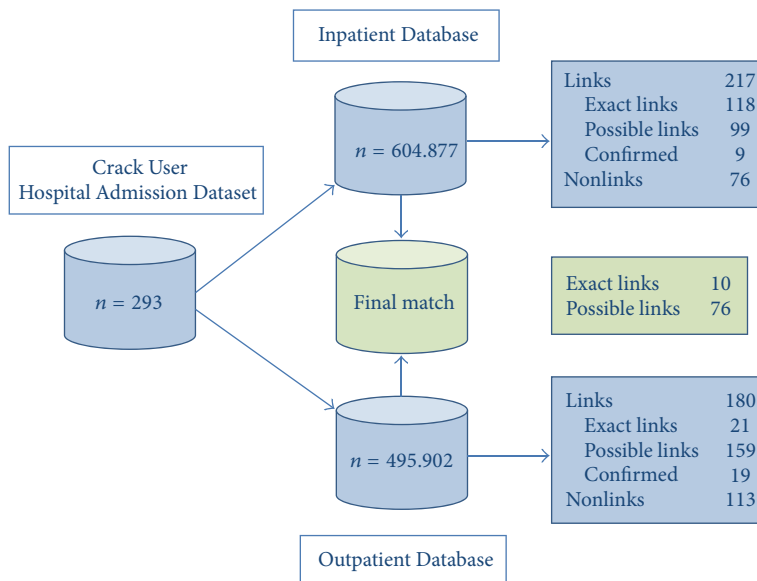 Inpatient Database
n = 604.877
Links 217
Exact links 118
Possible links 99
Confirmed 9
Nonlinks 76
Crack User
Hospital Admission Dataset
n = 293
Final match
Exact links 10
Possible links 76
n = 495.902
Links 180
Exact links 21
Possible links 159
Confirmed 19
Nonlinks 113
Outpatient Database